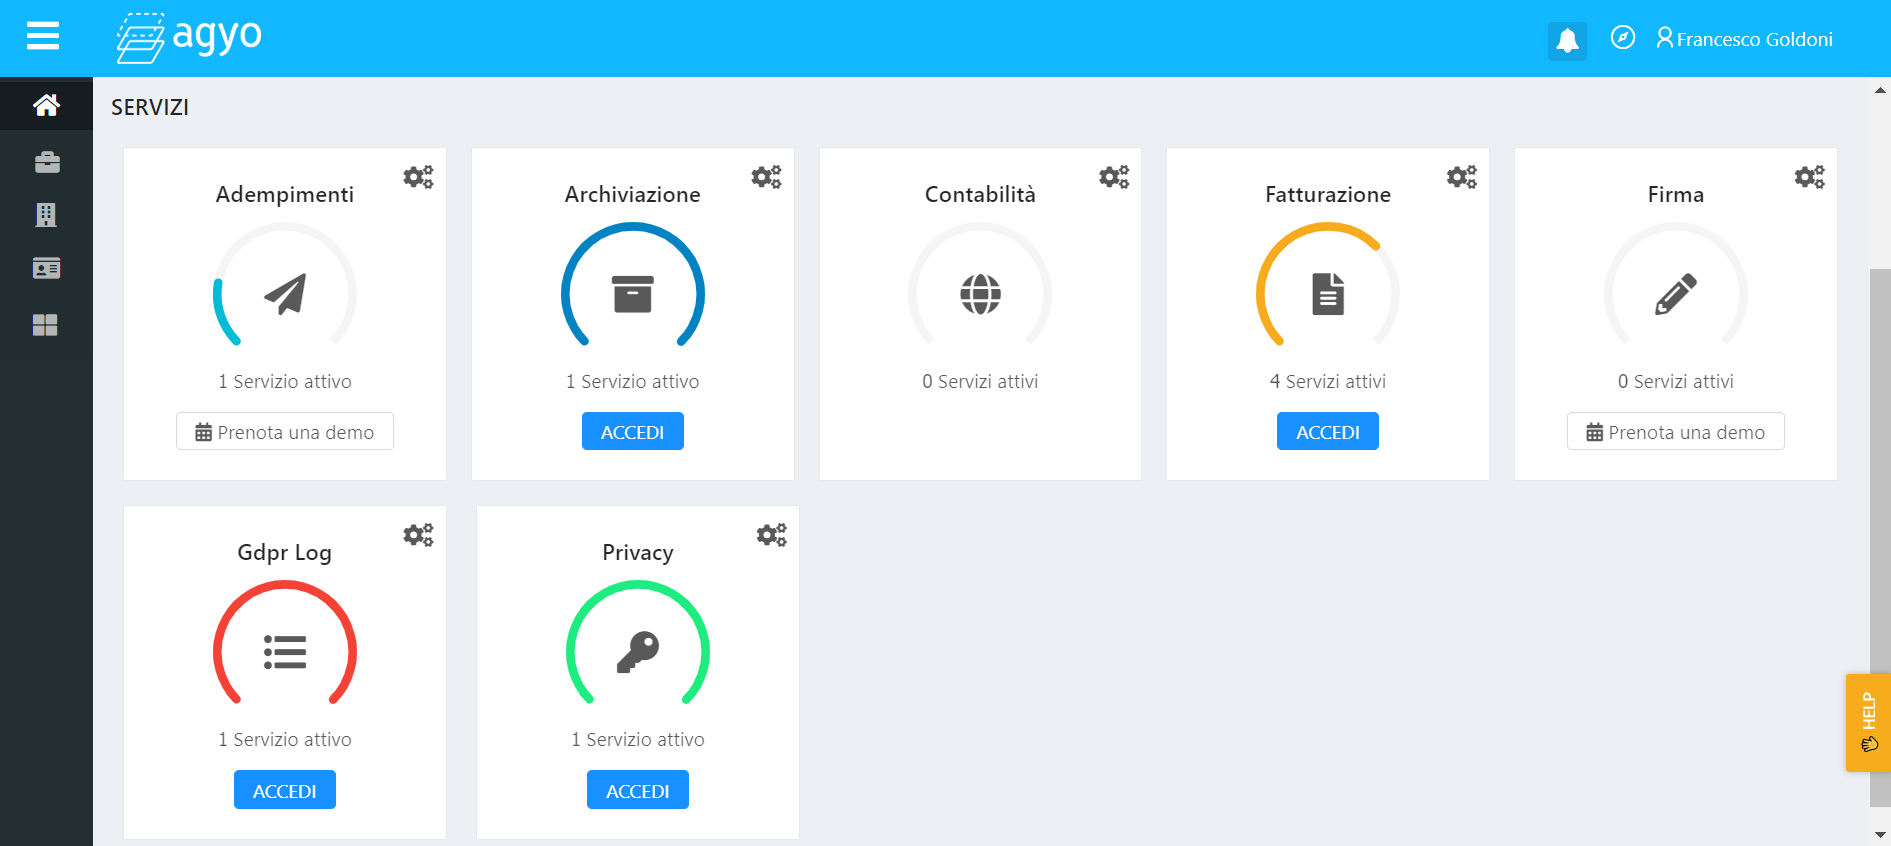 agyo
Francesco Goldoni
SERVIZI
Adempimenti
1 Servizio attivo
Prenota una demo
Archiviazione
1 Servizio attivo
ACCEDI
Contabilità
0 Servizi attivi
Fatturazione
4 Servizi attivi
ACCEDI
Firma
0 Servizi attivi
Prenota una demo
Gdpr Log
1 Servizio attivo
ACCEDI
Privacy
1 Servizio attivo
ACCEDI
HELP